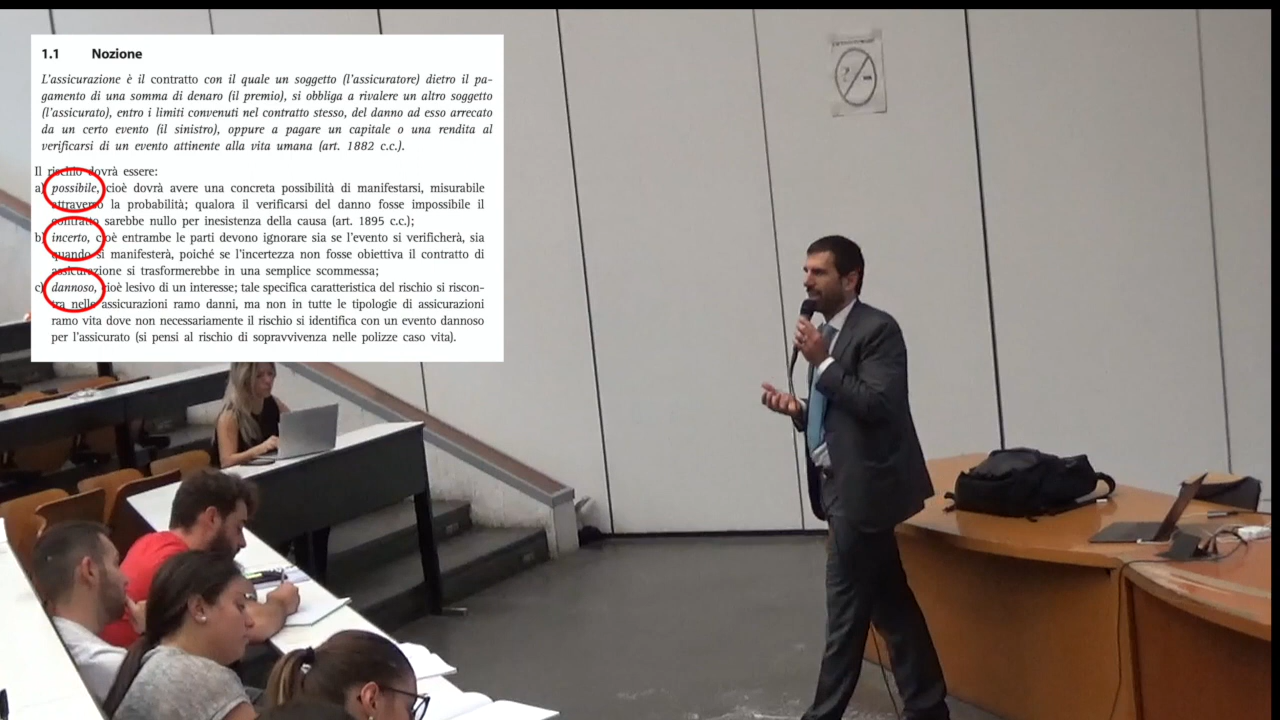 1.1 Nozione
L'assicurazione è il contratto con il quale un soggetto (l'assicuratore) dietro il pa-
gamento di una somma di denaro (il premio), si obbliga a rivalere un altro soggetto
(l'assicurato), entro i limiti convenuti nel contratto stesso, del danno ad esso arrecato
da un certo evento (il sinistro), oppure a pagare un capitale o una rendita al
verificarsi di un evento attinente alla vita umana (art. 1882 c.c.).
Il rischio dovrà essere:
a) possibile, cioè dovrà avere una concreta possibilità di manifestarsi, misurabile
attraverso la probabilità; qualora il verificarsi del danno fosse impossibile il
contratto sarebbe nullo per inesistenza della causa (art. 1895 c.c.);
b) incerto, cioè entrambe le parti devono ignorare sia se l'evento si verificherà, sia
quando si manifesterà, poiché se l'incertezza non fosse obiettiva il contratto di
assicurazione si trasformerebbe in una semplice scommessa;
c) dannoso, cioè lesivo di un interesse; tale specifica caratteristica del rischio si riscon-
tra nelle assicurazioni ramo danni, ma non in tutte le tipologie di assicurazioni
ramo vita dove non necessariamente il rischio si identifica con un evento dannoso
per l'assicurato (si pensi al rischio di sopravvivenza nelle polizze caso vita).